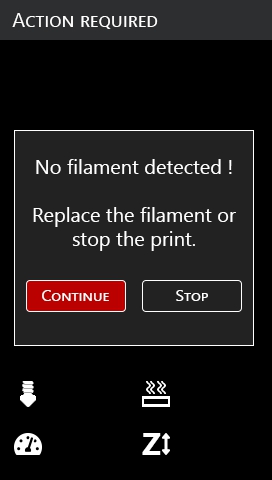 Action required
No filament detected !
Replace the filament or
stop the print.
Continue
Stop
Z